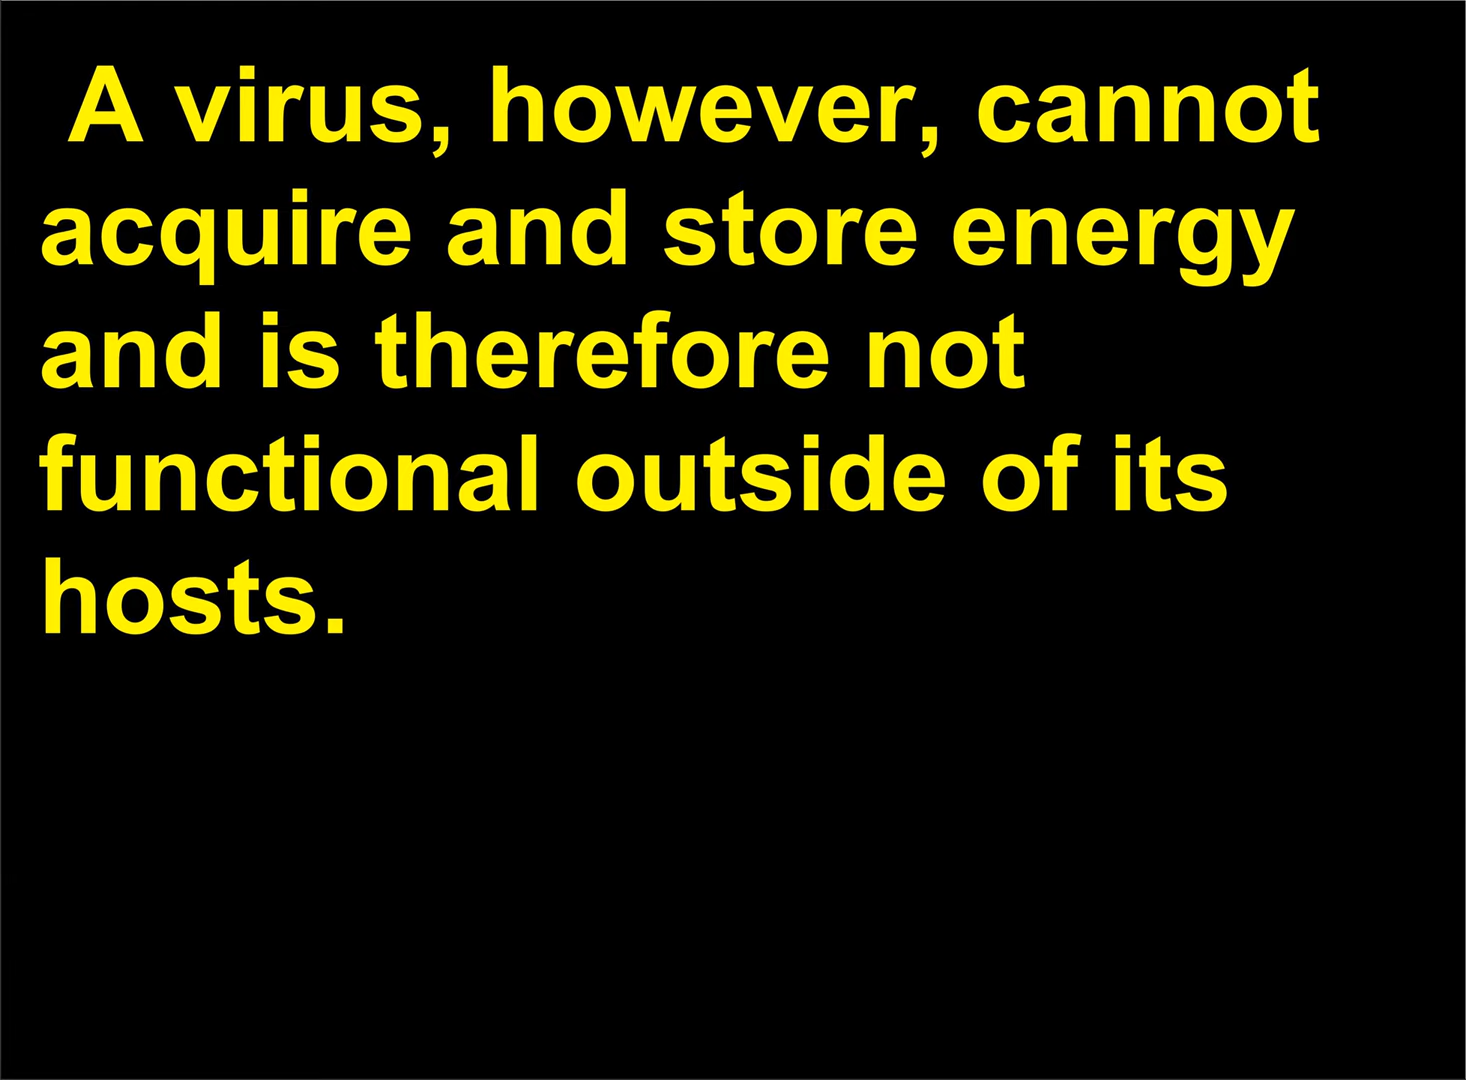 A virus, however, cannot
acquire and store energy
and is therefore not
functional outside of its
hosts.